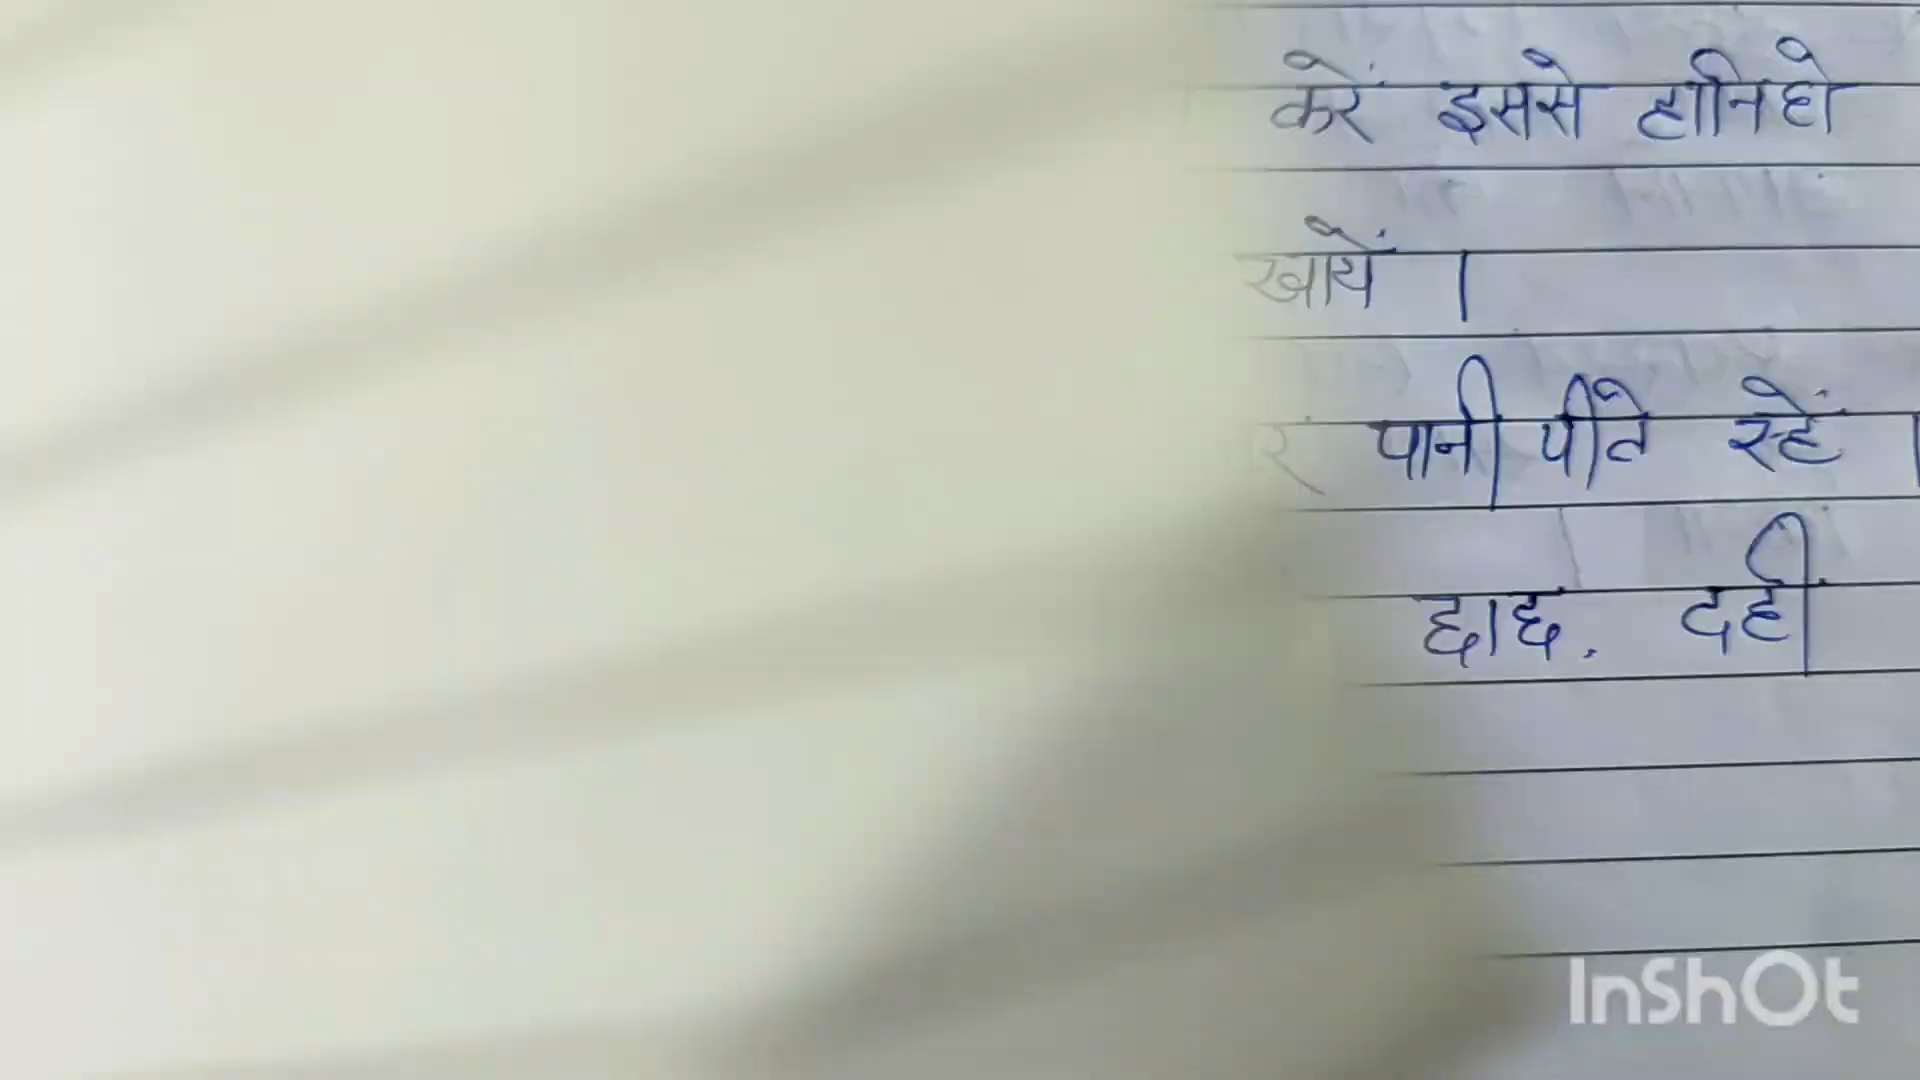 करें इससे हानि हो
खायें ।
पानी पीते रहें ।
छाछ. दही
InShOt